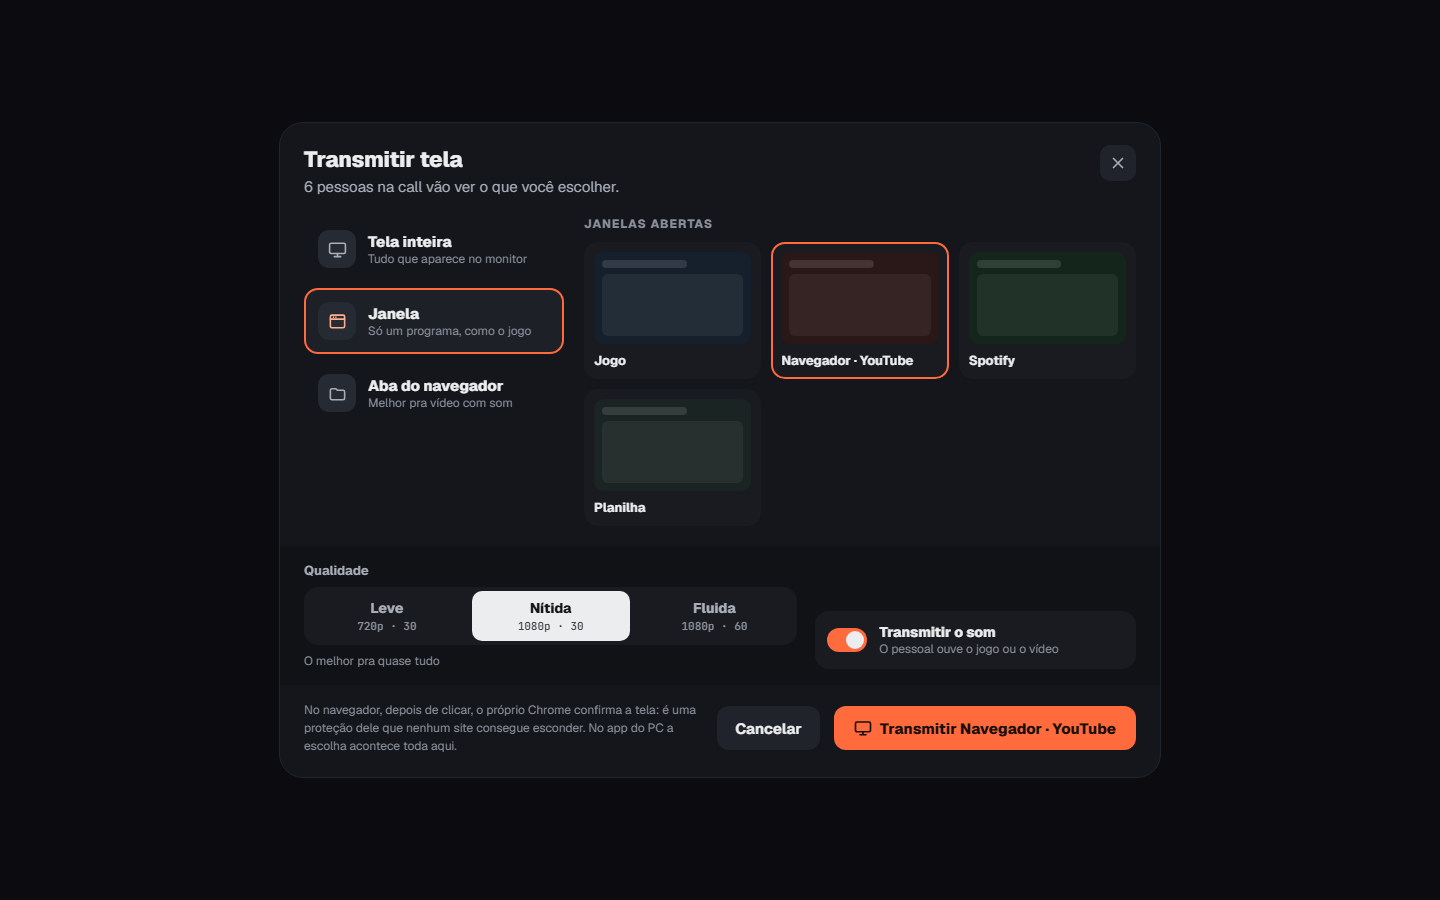 Transmitir tela
6 pessoas na call vão ver o que você escolher.
Tela inteira
Tudo que aparece no monitor
Janela
Só um programa, como o jogo
Aba do navegador
Melhor pra vídeo com som
JANELAS ABERTAS
Jogo
Navegador · YouTube
Spotify
Planilha
Qualidade
Leve
720p · 30
Nítida
1080p · 30
Fluida
1080p · 60
O melhor pra quase tudo
Transmitir o som
O pessoal ouve o jogo ou o vídeo
No navegador, depois de clicar, o próprio Chrome confirma a tela: é uma
proteção dele que nenhum site consegue esconder. No app do PC a
escolha acontece toda aqui.
Cancelar
Transmitir Navegador · YouTube